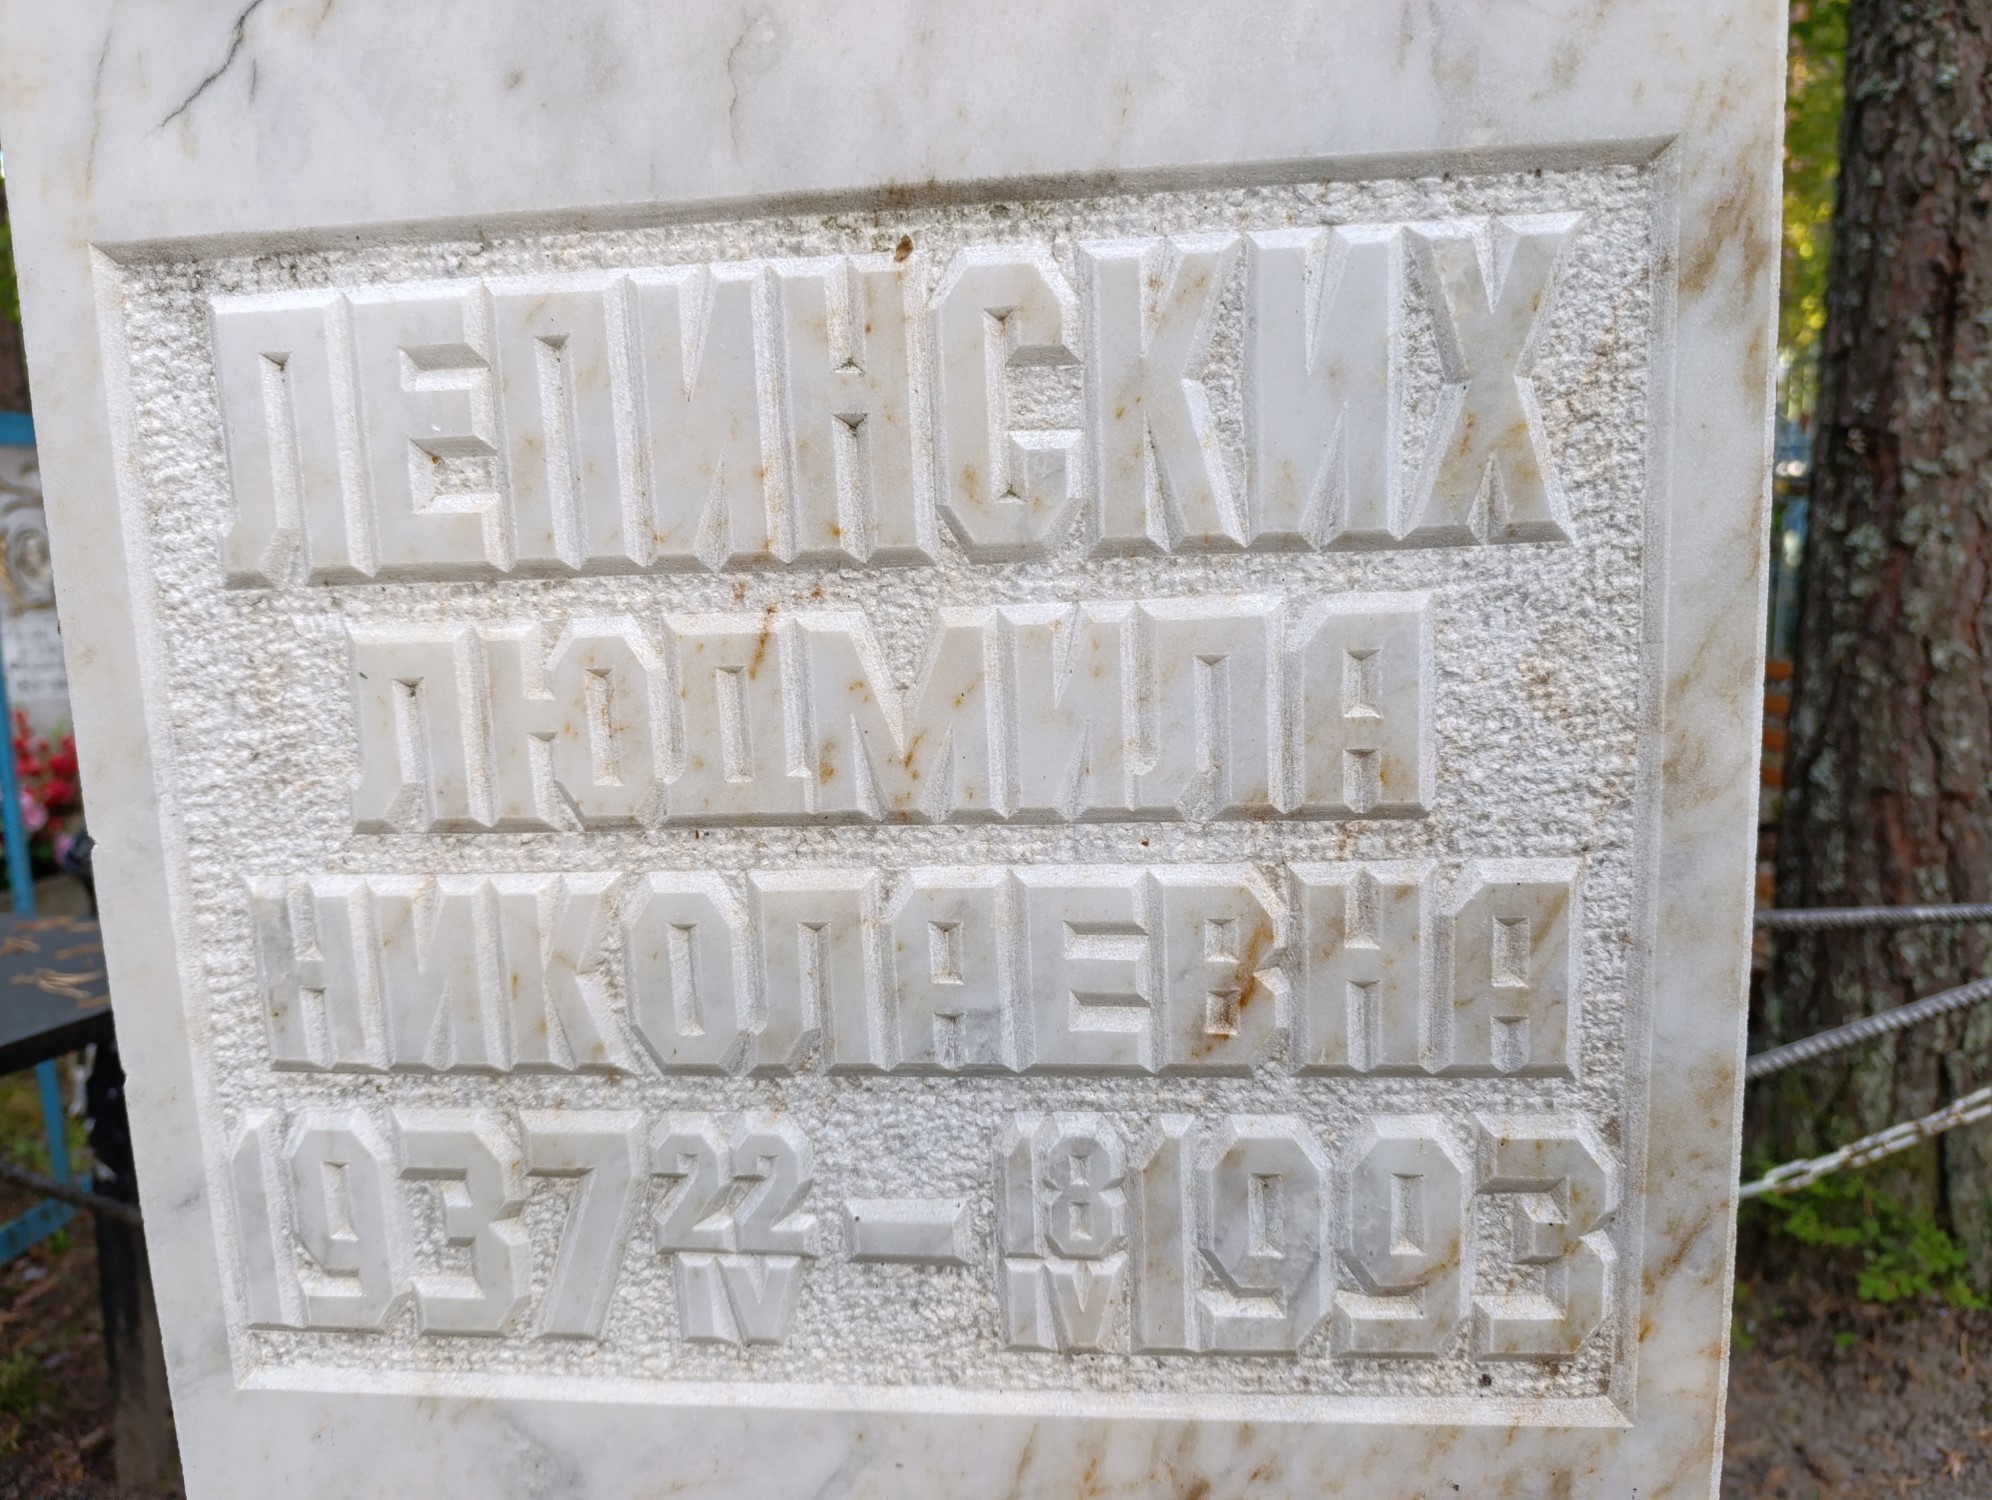 ЛЕПИНСКИХ
ЛЮДМИЛА
НИКОЛАЕВНА
1937 22/IV — 18/IV 1993